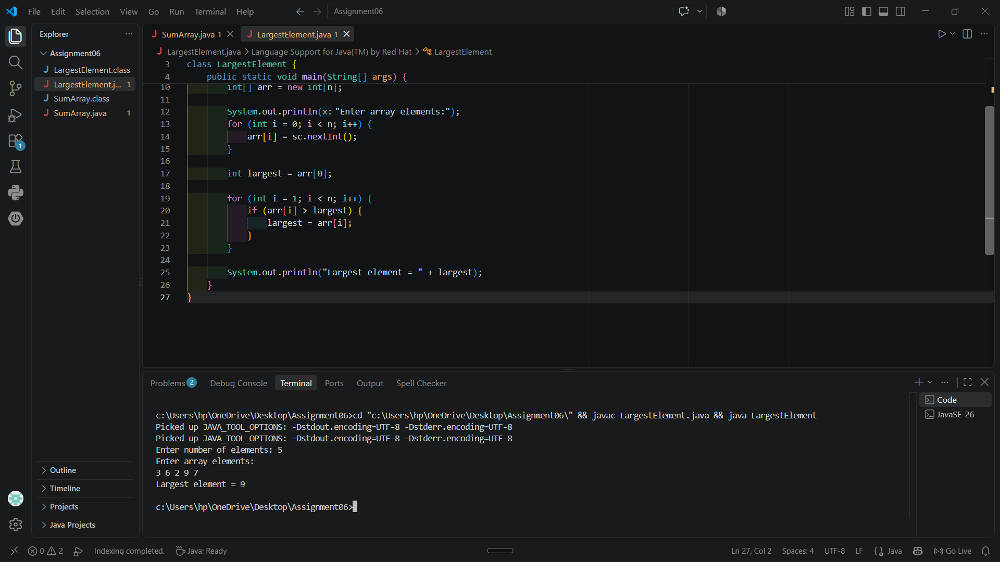 File Edit Selection View Go Run Terminal Help
Assignment06
Explorer
Assignment06
LargestElement.class
LargestElement.j... 1
SumArray.class
SumArray.java 1
Outline
Timeline
Projects
Java Projects
SumArray.java 1
LargestElement.java 1
LargestElement.java > Language Support for Java(TM) by Red Hat > LargestElement
3 class LargestElement {
4 public static void main(String[] args) {
10 int[] arr = new int[n];
11
12 System.out.println(x: "Enter array elements:");
13 for (int i = 0; i < n; i++) {
14 arr[i] = sc.nextInt();
15 }
16
17 int largest = arr[0];
18
19 for (int i = 1; i < n; i++) {
20 if (arr[i] > largest) {
21 largest = arr[i];
22 }
23 }
24
25 System.out.println("Largest element = " + largest);
26 }
27 }
Problems 2 Debug Console Terminal Ports Output Spell Checker
c:\Users\hp\OneDrive\Desktop\Assignment06>cd "c:\Users\hp\OneDrive\Desktop\Assignment06\" && javac LargestElement.java && java LargestElement
Picked up JAVA_TOOL_OPTIONS: -Dstdout.encoding=UTF-8 -Dstderr.encoding=UTF-8
Picked up JAVA_TOOL_OPTIONS: -Dstdout.encoding=UTF-8 -Dstderr.encoding=UTF-8
Enter number of elements: 5
Enter array elements:
3 6 2 9 7
Largest element = 9
c:\Users\hp\OneDrive\Desktop\Assignment06>
Code
JavaSE-26
1
0 2 Indexing completed. Java: Ready
Ln 27, Col 2 Spaces: 4 UTF-8 LF Java Go Live